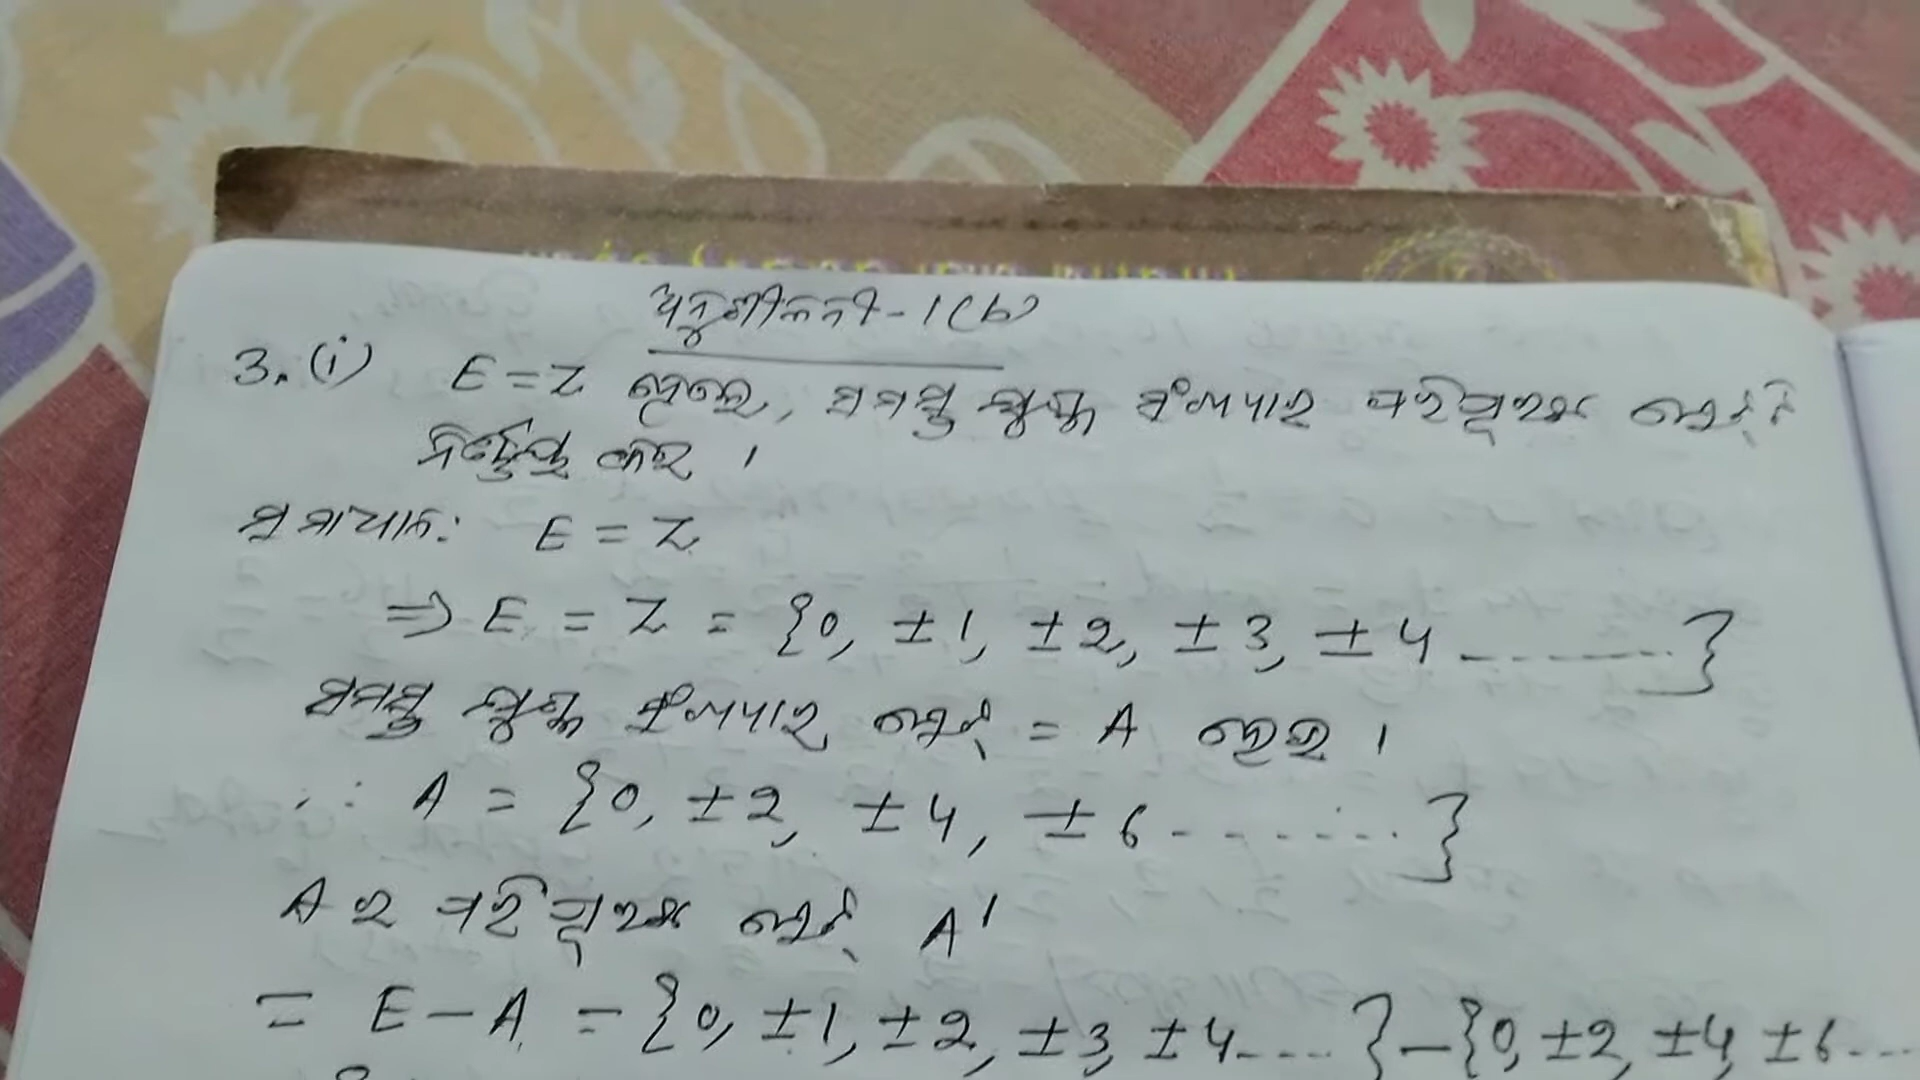 ଅନୁଶୀଳନୀ - 1(b)
3. (i) E = Z ହେଲେ, ସମସ୍ତ ଯୁଗ୍ମ ସଂଖ୍ୟାର ପରିପୂରକ ସେଟ୍
ନିର୍ଣ୍ଣୟ କର ।
ସମାଧାନ: E = Z
⇒ E = Z = {0, ±1, ±2, ±3, ±4 ........}
ସମସ୍ତ ଯୁଗ୍ମ ସଂଖ୍ୟାର ସେଟ୍ = A ହେଉ ।
∴ A = {0, ±2, ±4, ±6 - - - - - - - }
A ର ପରିପୂରକ ସେଟ୍ A'
= E - A = {0, ±1, ±2, ±3, ±4 ....} - {0, ±2, ±4, ±6 ...